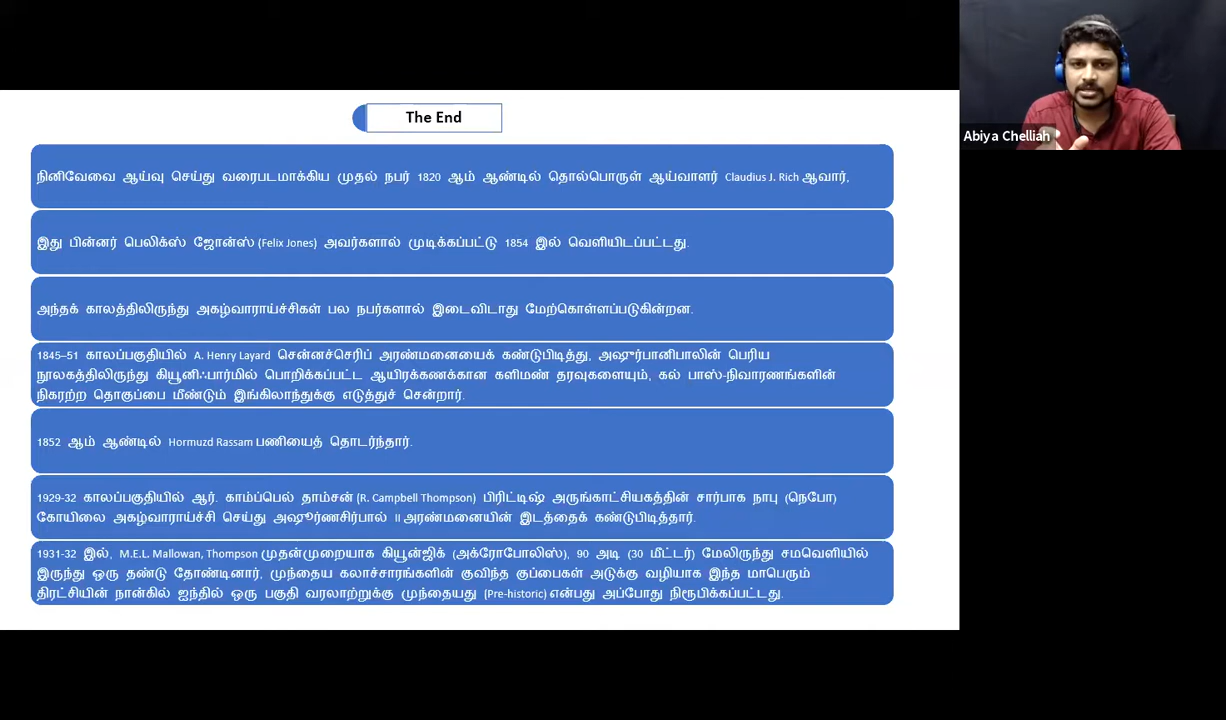 The End
நினிவேவை ஆய்வு செய்து வரைபடமாக்கிய முதல் நபர் 1820 ஆம் ஆண்டில் தொல்பொருள் ஆய்வாளர் Claudius J. Rich ஆவார்,
இது பின்னர் பெலிக்ஸ் ஜோன்ஸ் (Felix Jones) அவர்களால் முடிக்கப்பட்டு 1854 இல் வெளியிடப்பட்டது.
அந்தக் காலத்திலிருந்து அகழ்வாராய்ச்சிகள் பல நபர்களால் இடைவிடாது மேற்கொள்ளப்படுகின்றன.
1845–51 காலப்பகுதியில் A. Henry Layard சென்னச்செரிப் அரண்மனையைக் கண்டுபிடித்து, அஷுர்பானிபாலின் பெரிய
நூலகத்திலிருந்து கியூனிஃபார்மில் பொறிக்கப்பட்ட ஆயிரக்கணக்கான களிமண் தரவுகளையும், கல் பாஸ்-நிவாரணங்களின்
நிகரற்ற தொகுப்பை மீண்டும் இங்கிலாந்துக்கு எடுத்துச் சென்றார்.
1852 ஆம் ஆண்டில் Hormuzd Rassam பணியைத் தொடர்ந்தார்.
1929-32 காலப்பகுதியில் ஆர். காம்ப்பெல் தாம்சன் (R. Campbell Thompson) பிரிட்டிஷ் அருங்காட்சியகத்தின் சார்பாக நாபு (நெபோ)
கோயிலை அகழ்வாராய்ச்சி செய்து அஷூர்ணசிர்பால் II அரண்மனையின் இடத்தைக் கண்டுபிடித்தார்.
1931-32 இல், M.E.L. Mallowan, Thompson முதன்முறையாக கியூன்ஜிக் (அக்ரோபோலிஸ்), 90 அடி (30 மீட்டர்) மேலிருந்து சமவெளியில்
இருந்து ஒரு தண்டு தோண்டினார், முந்தைய கலாச்சாரங்களின் குவிந்த குப்பைகள் அடுக்கு வழியாக இந்த மாபெரும்
திரட்சியின் நான்கில் ஐந்தில் ஒரு பகுதி வரலாற்றுக்கு முந்தையது (Pre-historic) என்பது அப்போது நிரூபிக்கப்பட்டது.
Abiya Chelliah